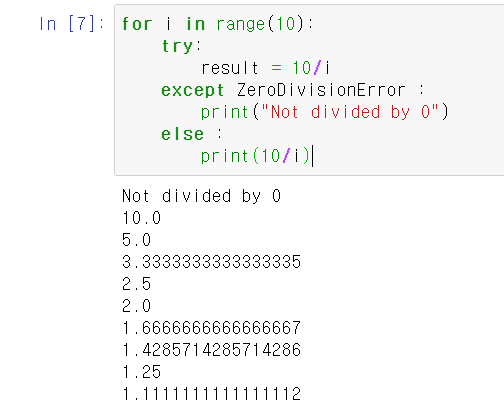 In [7]: for i in range(10):
    try:
        result = 10/i
    except ZeroDivisionError :
        print("Not divided by 0")
    else :
        print(10/i)
Not divided by 0
10.0
5.0
3.3333333333333335
2.5
2.0
1.6666666666666667
1.4285714285714286
1.25
1.1111111111111112